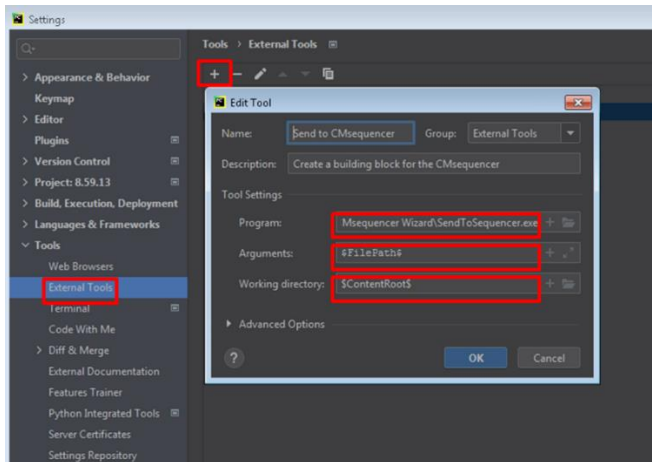 Settings
Tools > External Tools
> Appearance & Behavior
Keymap
> Editor
Plugins
> Version Control
> Project: 8.59.13
> Build, Execution, Deployment
> Languages & Frameworks
Tools
Web Browsers
External Tools
Terminal
Code With Me
> Diff & Merge
External Documentation
Features Trainer
Python Integrated Tools
Server Certificates
Settings Repository
Edit Tool
Name: Send to CMsequencer Group: External Tools
Description: Create a building block for the CMsequencer
Tool Settings
Program: Msequencer Wizard\SendToSequencer.exe
Arguments: $FilePath$
Working directory: $ContentRoot$
Advanced Options
? OK Cancel